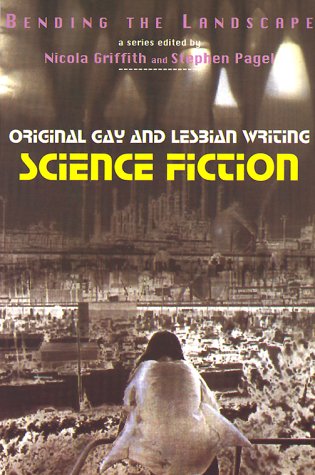 BENDING THE LANDSCAPE
a series edited by
Nicola Griffith and Stephen Pagel
ORIGINAL GAY AND LESBIAN WRITING
SCIENCE FICTION